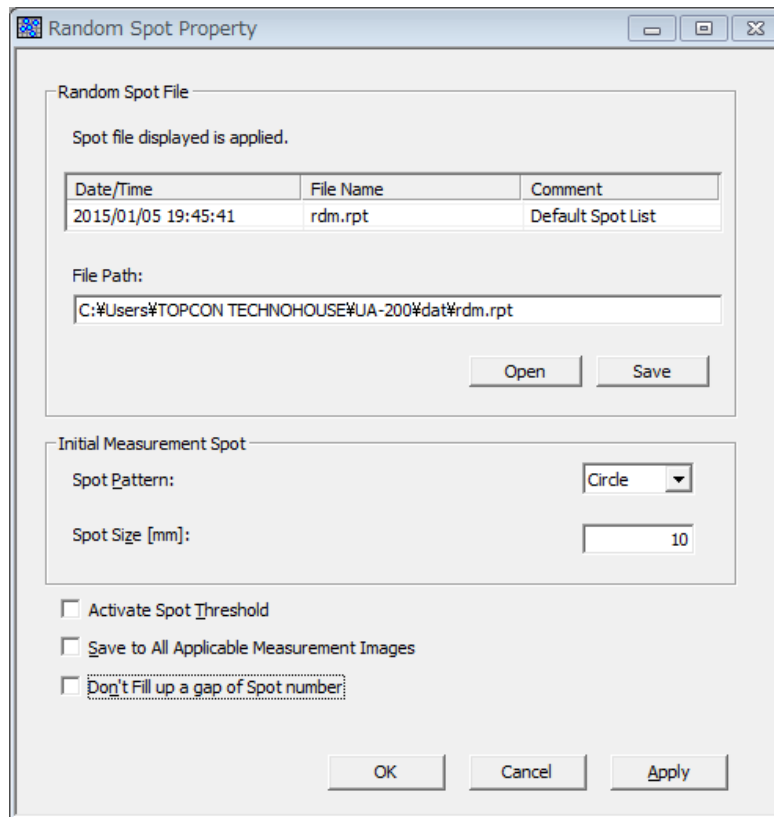 Random Spot Property
Random Spot File
Spot file displayed is applied.
Date/Time File Name Comment
2015/01/05 19:45:41 rdm.rpt Default Spot List
File Path:
C:¥Users¥TOPCON TECHNOHOUSE¥UA-200¥dat¥rdm.rpt
Open Save
Initial Measurement Spot
Spot Pattern: Circle
Spot Size [mm]: 10
Activate Spot Threshold
Save to All Applicable Measurement Images
Don't Fill up a gap of Spot number
OK Cancel Apply